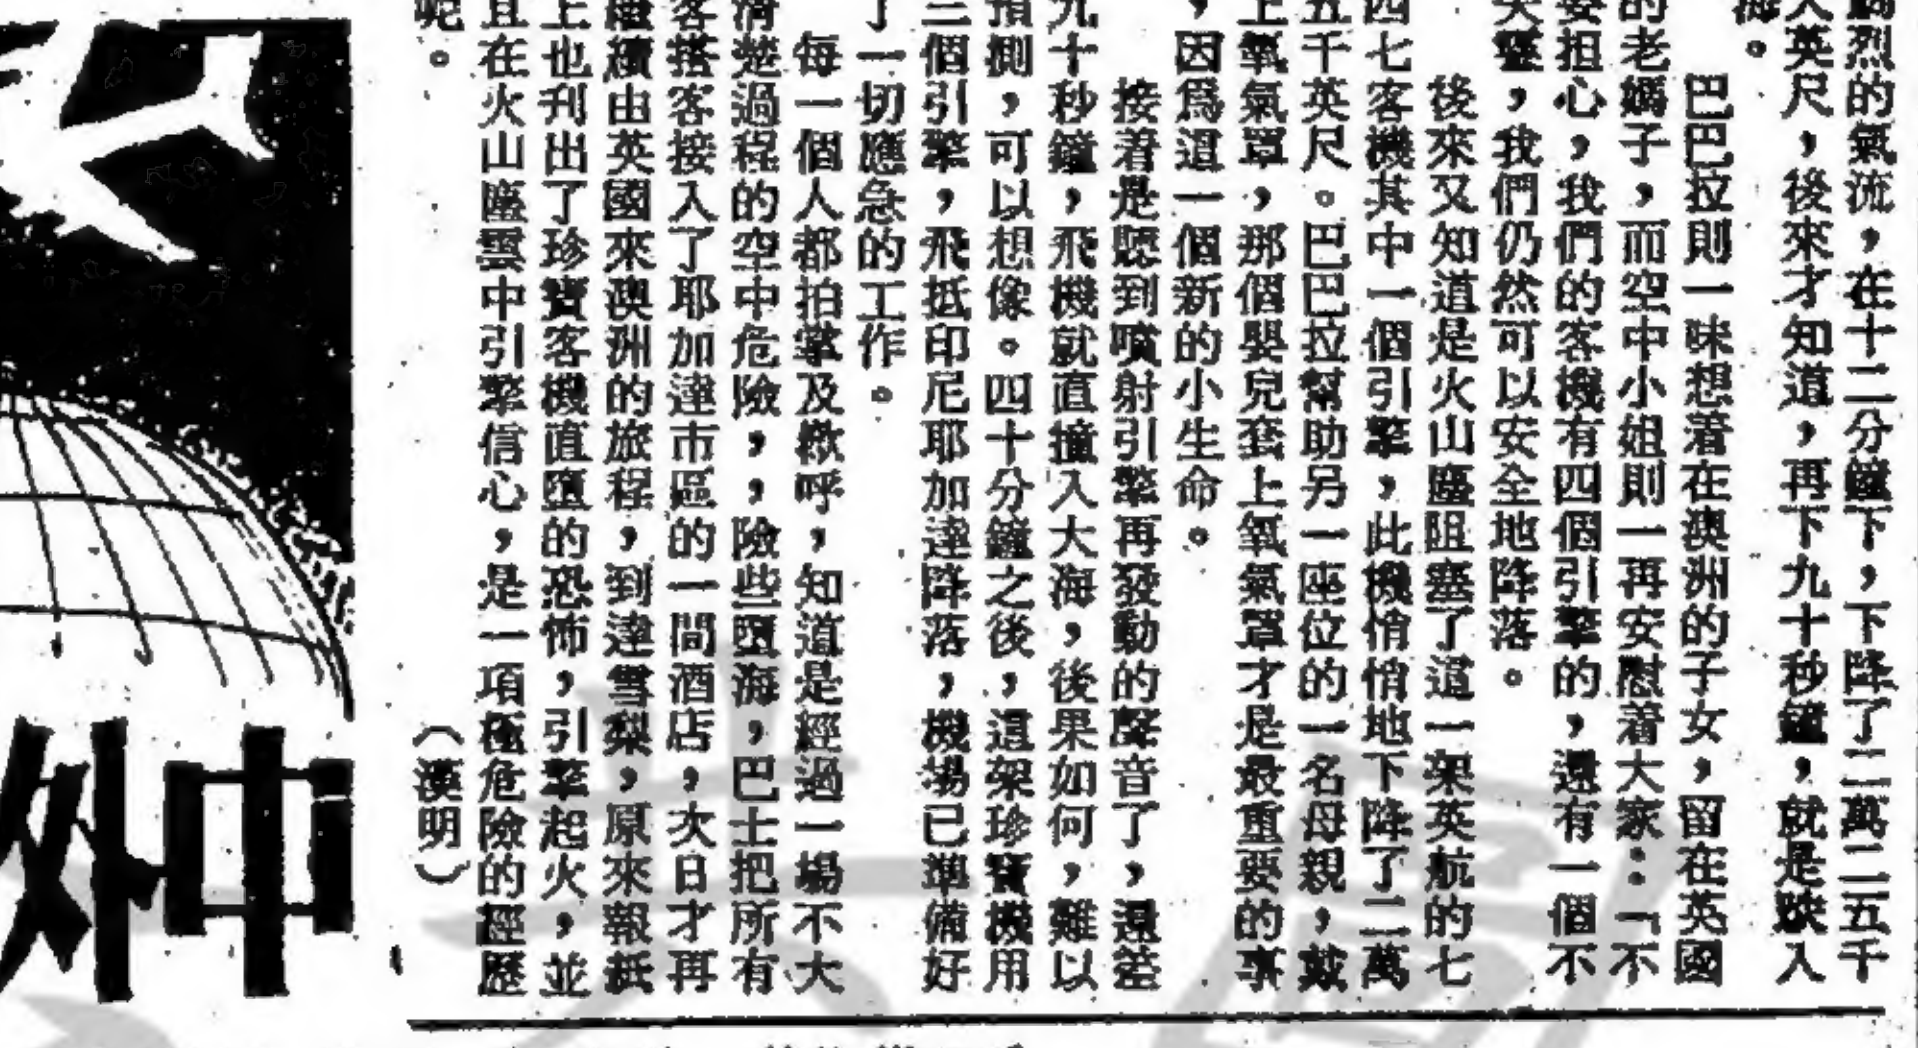 烈的氣流，在十二分鐘下，下降了二萬二五千
英尺，後來才知道，再下九十秒鐘，就是跌入
海。
巴巴拉則一味想着在澳洲的子女，留在英國
的老媽子，而空中小姐則一再安慰着大家：「不
要担心，我們的客機有四個引擎的，還有一個不
失靈，我們仍然可以安全地降落。
後來又知道是火山塵阻塞了這一架英航的七
四七客機其中一個引擎，此機悄悄地下降了二萬
五千英尺。巴巴拉幫助另一座位的一名母親，戴
上氧氣罩，那個嬰兒套上氧氣罩才是最重要的事
，因爲這一個新的小生命。
接着是聽到噴射引擎再發動的聲音了，還差
九十秒鐘，飛機就直撞入大海，後果如何，難以
預測，可以想像。四十分鐘之後，這架珍寶機用
三個引擎，飛抵印尼耶加達降落，機場已準備好
了一切應急的工作。
每一個人都拍掌及歡呼，知道是經過一場不大
清楚過程的空中危險，，險些墮海，巴士把所有
客搭客接入了耶加達市區的一間酒店，次日才再
繼續由英國來澳洲的旅程，到達雪梨，原來報紙
上也刋出了珍寶客機直墮的恐怖，引擎起火，並
且在火山塵雲中引擎信心，是一項極危險的經歷
呢。　（漢明）
中外